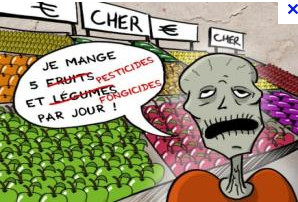 € CHER € CHER
JE MANGE
5 FRUITS PESTICIDES
ET LÉGUMES FONGICIDES
PAR JOUR !